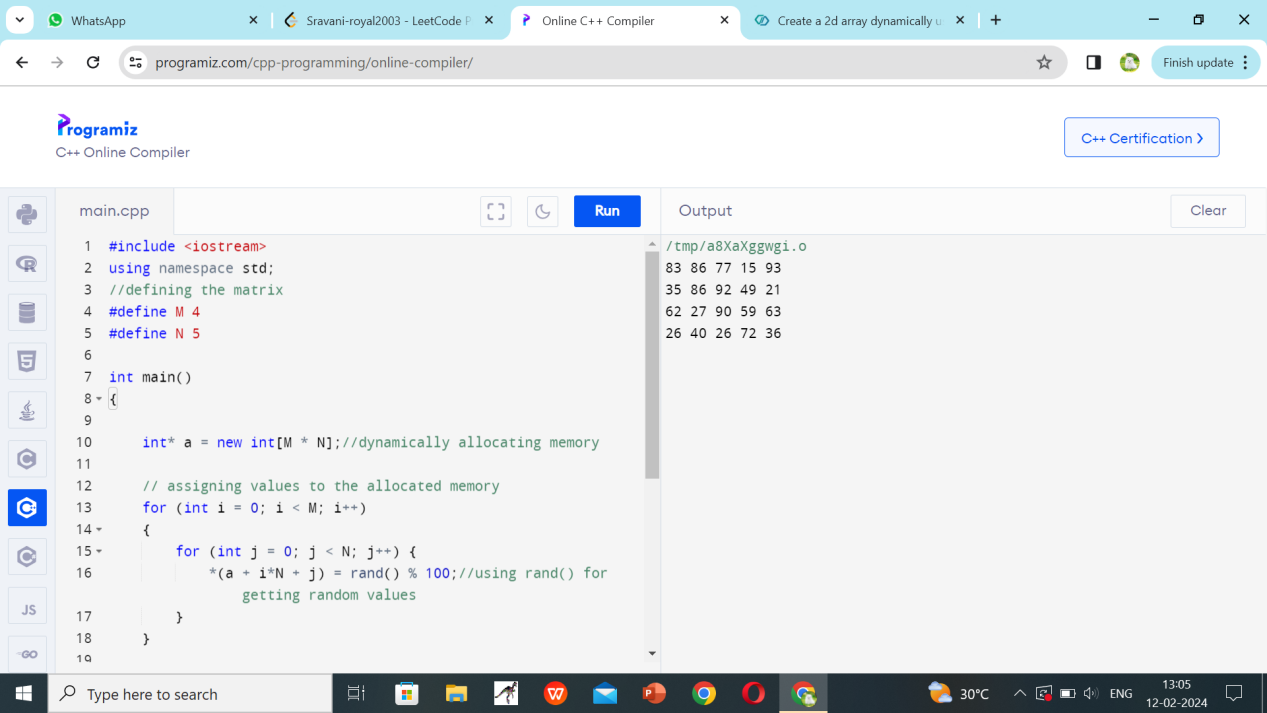 WhatsApp
Sravani-royal2003 - LeetCode P
Online C++ Compiler
Create a 2d array dynamically u
programiz.com/cpp-programming/online-compiler/
Finish update
Programiz
C++ Online Compiler
C++ Certification
main.cpp
Run
Output
Clear
1 #include <iostream>
2 using namespace std;
3 //defining the matrix
4 #define M 4
5 #define N 5
6
7 int main()
8 {
9
10 int* a = new int[M * N];//dynamically allocating memory
11
12 // assigning values to the allocated memory
13 for (int i = 0; i < M; i++)
14 {
15 for (int j = 0; j < N; j++) {
16 *(a + i*N + j) = rand() % 100;//using rand() for
getting random values
17 }
18 }
19
/tmp/a8XaXggwgi.o
83 86 77 15 93
35 86 92 49 21
62 27 90 59 63
26 40 26 72 36
JS
GO
Type here to search
30°C
ENG
13:05
12-02-2024